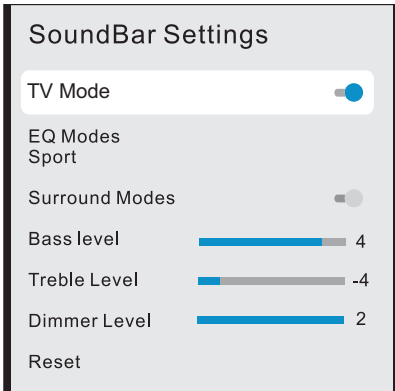 SoundBar Settings
TV Mode
EQ Modes
Sport
Surround Modes
Bass level 4
Treble Level -4
Dimmer Level 2
Reset